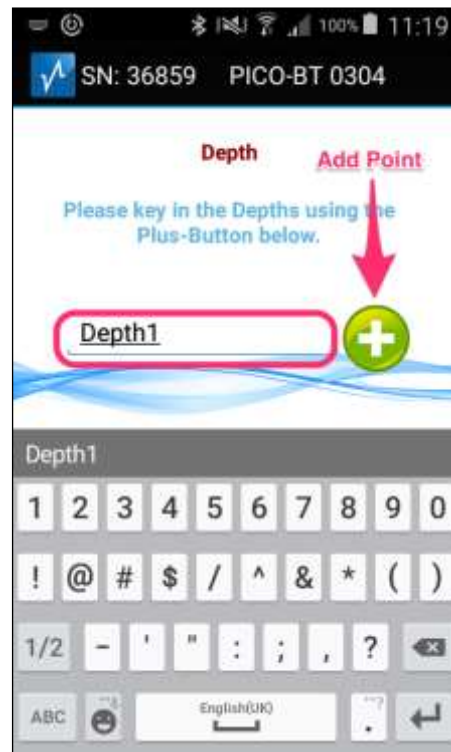 100% 11:19
SN: 36859 PICO-BT 0304
Depth
Add Point
Please key in the Depths using the
Plus-Button below.
Depth1
Depth1
1 2 3 4 5 6 7 8 9 0
! @ # $ / ^ & * ( )
1/2 - ' " : ; , ?
ABC English(UK) .